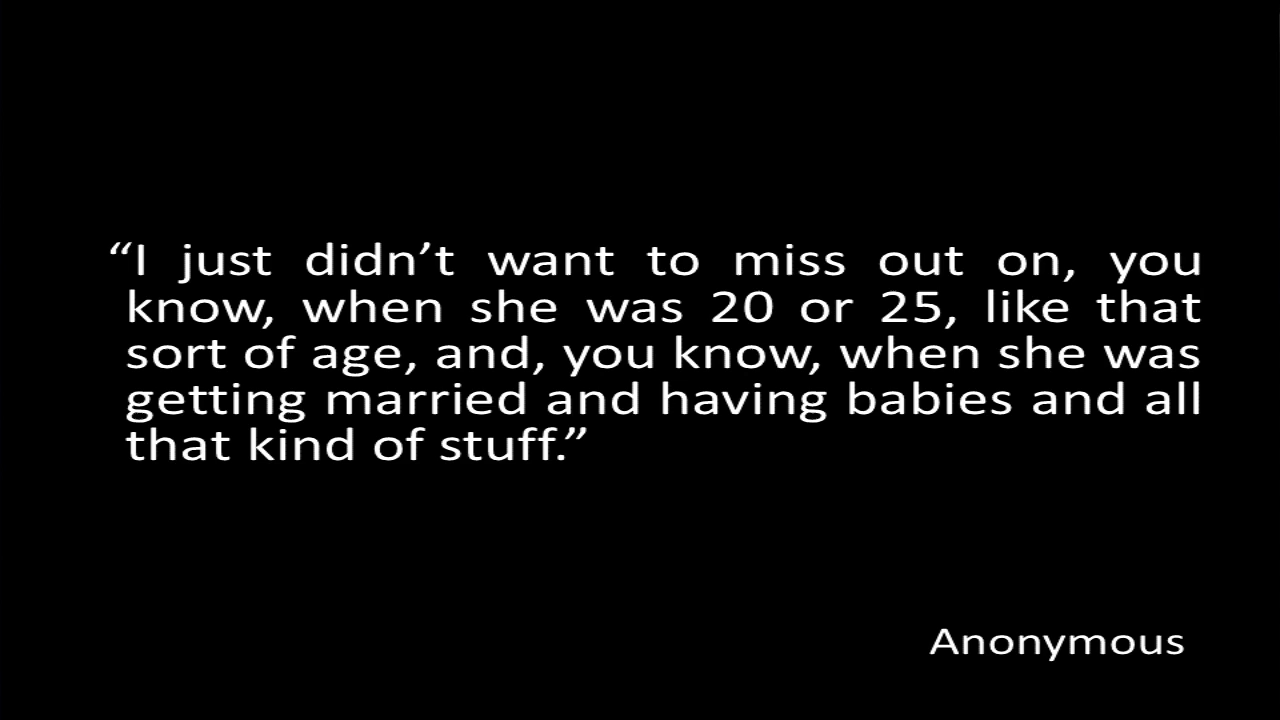 “I just didn’t want to miss out on, you
know, when she was 20 or 25, like that
sort of age, and, you know, when she was
getting married and having babies and all
that kind of stuff.”
Anonymous